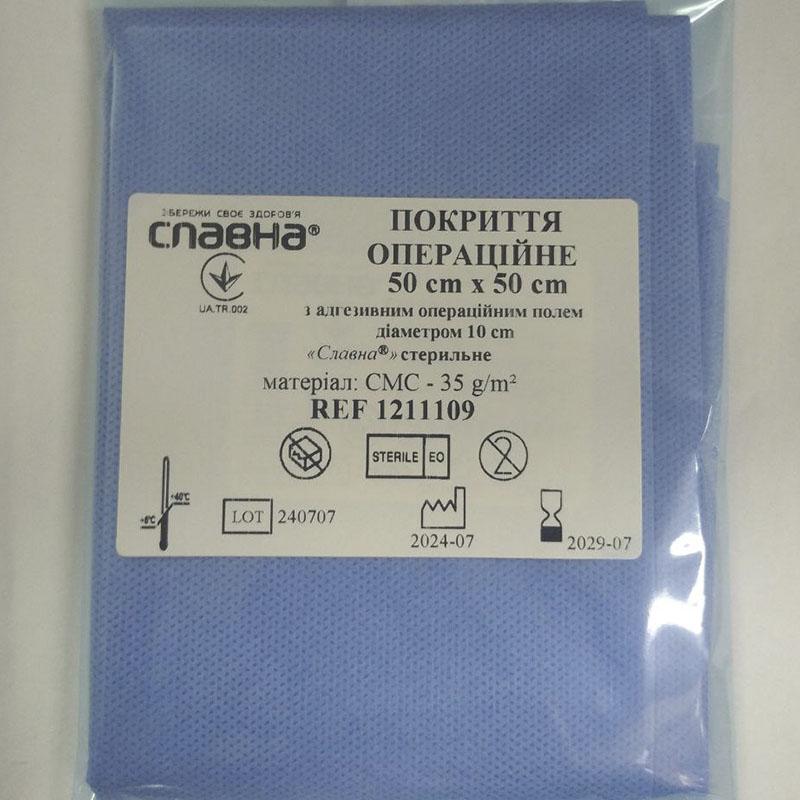 ЗБЕРЕЖИ СВОЄ ЗДОРОВ'Я
СЛАВНА®
UA.TR.002
ПОКРИТТЯ
ОПЕРАЦІЙНЕ
50 cm x 50 cm
з адгезивним операційним полем
діаметром 10 cm
«Славна®» стерильне
матеріал: СМС - 35 g/m²
REF 1211109
STERILE EO
2
+40°C
+5°C
LOT 240707
2024-07
2029-07